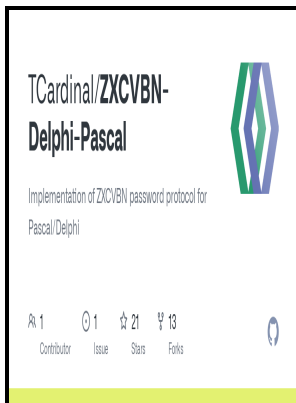 TCardinal/ZXCVBN-
Delphi-Pascal
Implementation of ZXCVBN password protocol for
Pascal/Delphi
1 1 21 13
Contributor Issue Stars Forks